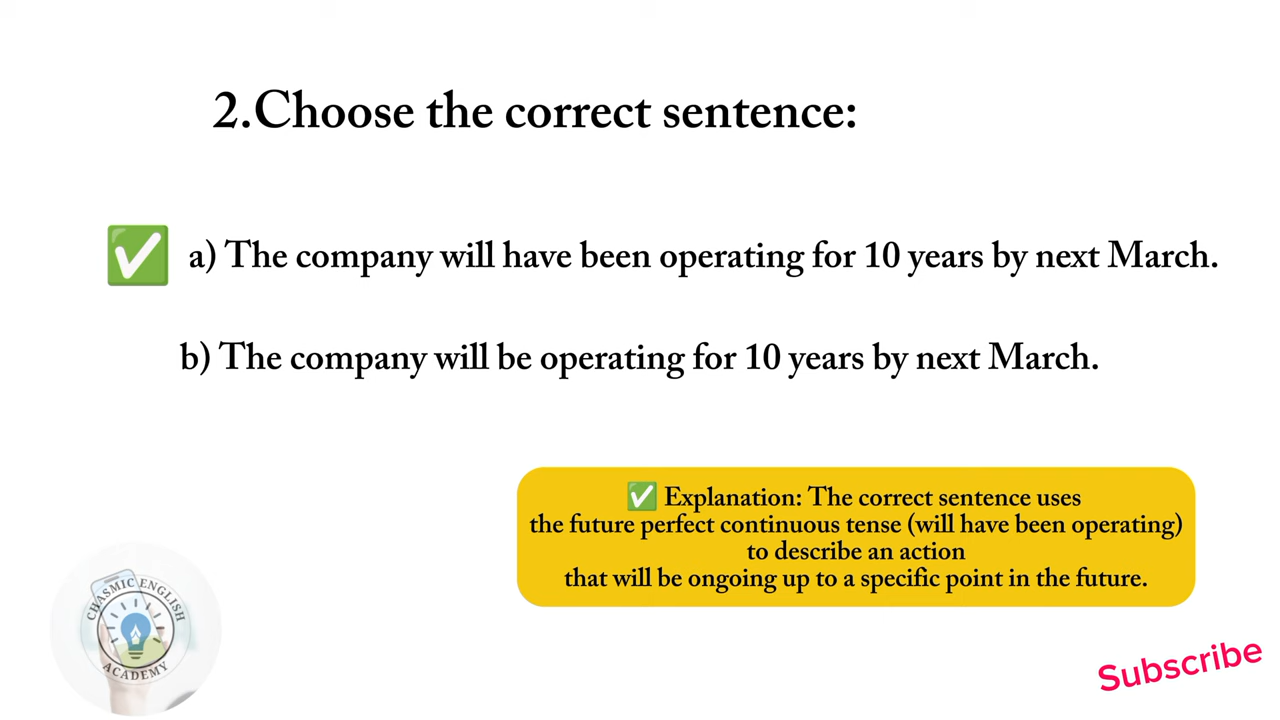 2.Choose the correct sentence:
✅ a) The company will have been operating for 10 years by next March.
b) The company will be operating for 10 years by next March.
✅ Explanation: The correct sentence uses
the future perfect continuous tense (will have been operating)
to describe an action
that will be ongoing up to a specific point in the future.
CHASMIC ENGLISH
ACADEMY
Subscribe